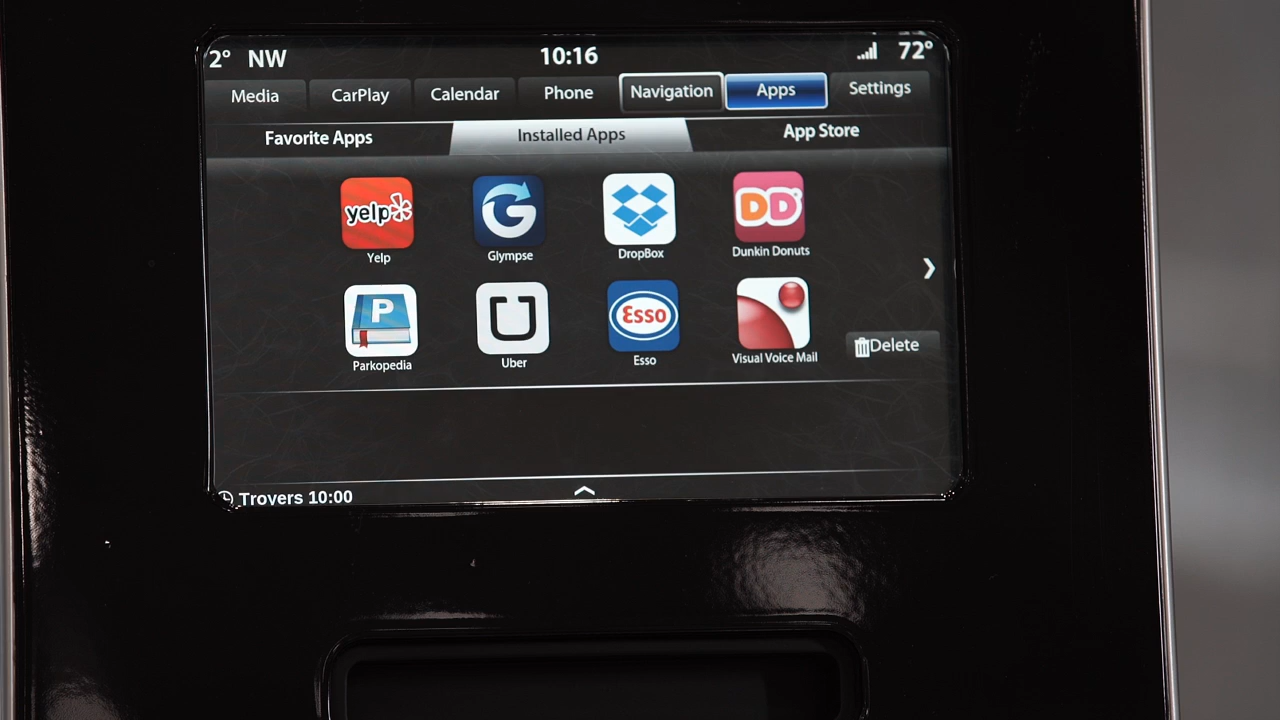 2° NW 10:16 72°
Media CarPlay Calendar Phone Navigation Apps Settings
Favorite Apps Installed Apps App Store
yelp G DD
Yelp Glympse DropBox Dunkin Donuts
P U Esso
Parkopedia Uber Esso Visual Voice Mail
Delete
Trovers 10:00